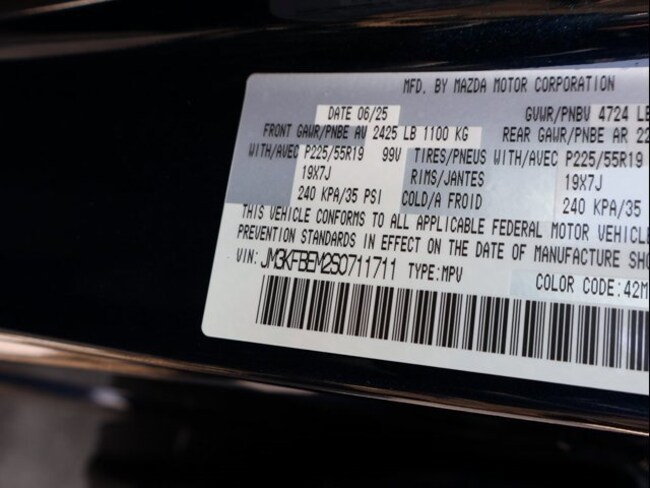 MFD. BY MAZDA MOTOR CORPORATION
DATE 06/25 GVWR/PNBV 4724 LB
FRONT GAWR/PNBE AV 2425 LB 1100 KG REAR GAWR/PNBE AR 22
WITH/AVEC P225/55R19 99V TIRES/PNEUS WITH/AVEC P225/55R19
19X7J RIMS/JANTES 19X7J
240 KPA/35 PSI COLD/A FROID 240 KPA/35
THIS VEHICLE CONFORMS TO ALL APPLICABLE FEDERAL MOTOR VEHICLE
PREVENTION STANDARDS IN EFFECT ON THE DATE OF MANUFACTURE SHO
VIN: JM3KFBEM2S0711711 TYPE:MPV COLOR CODE:42M